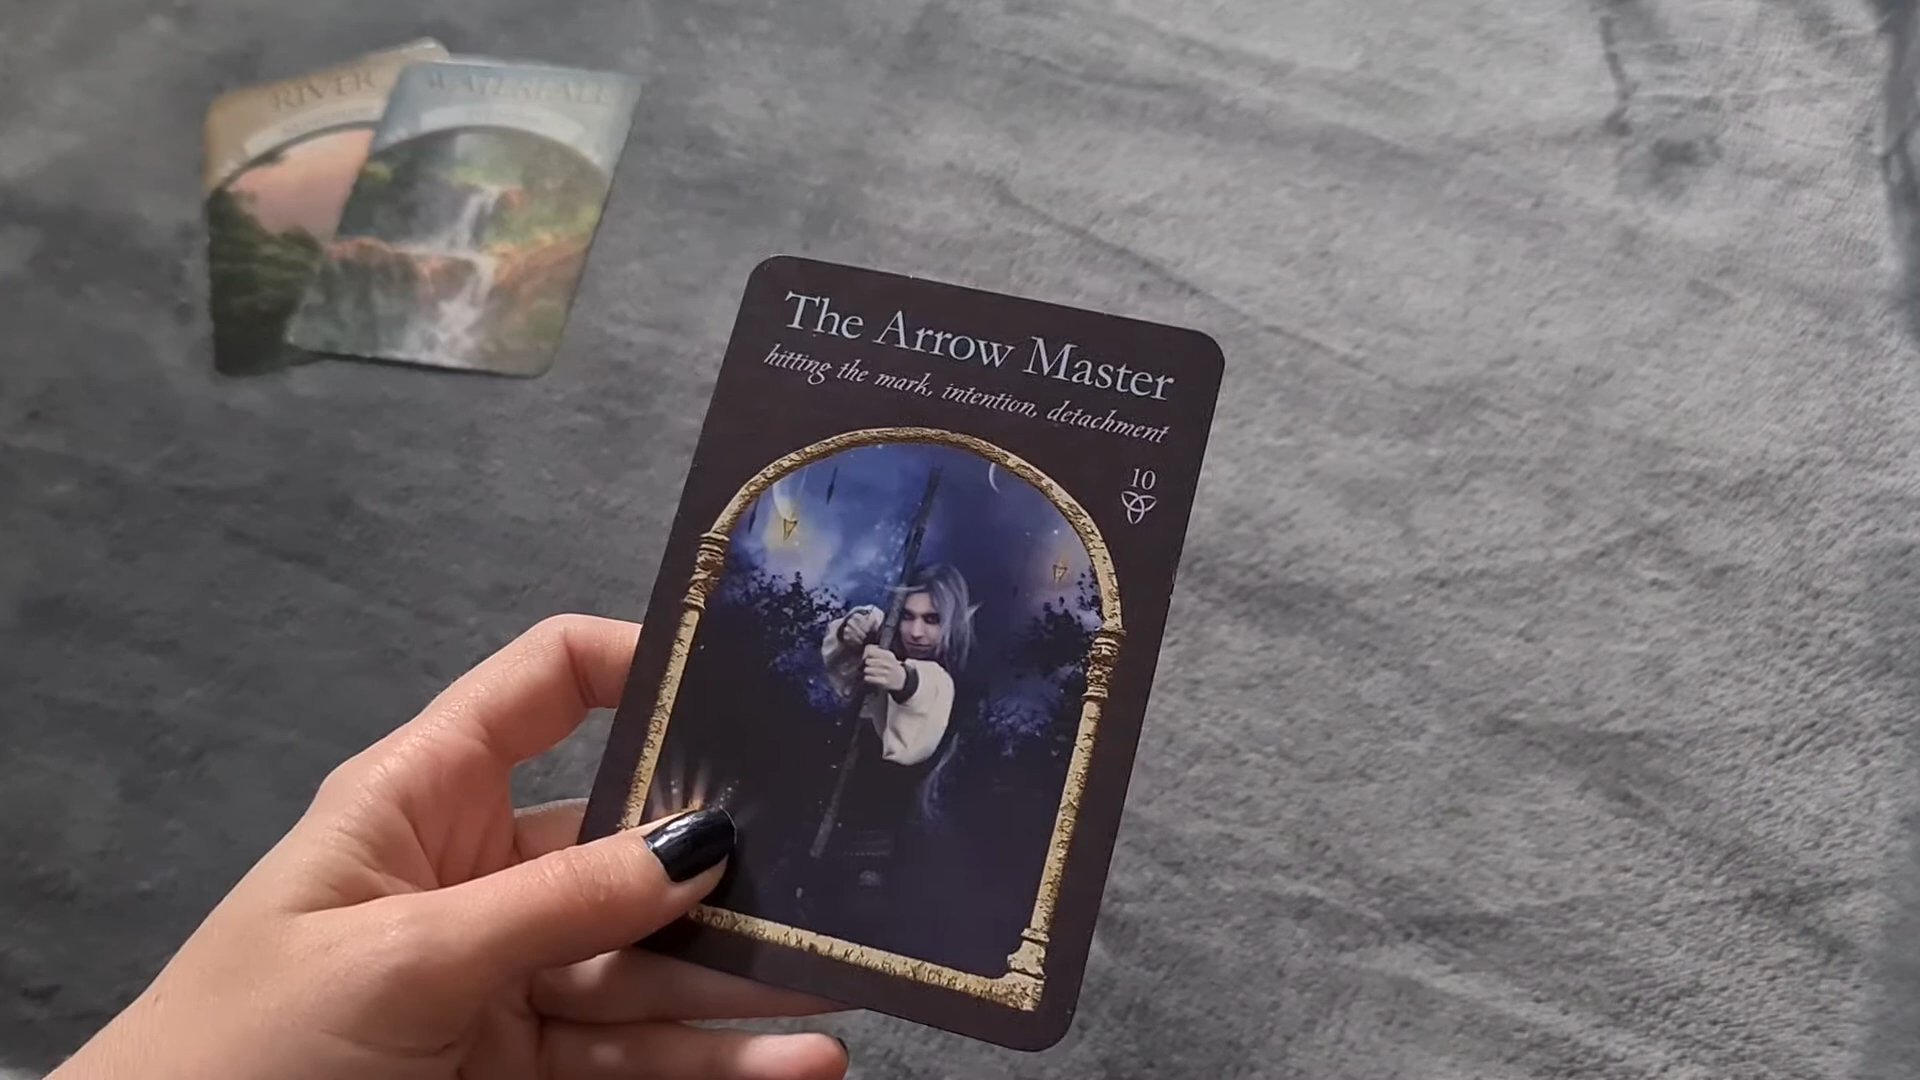 RIVER
WATERFALL
The Arrow Master
hitting the mark, intention, detachment
10